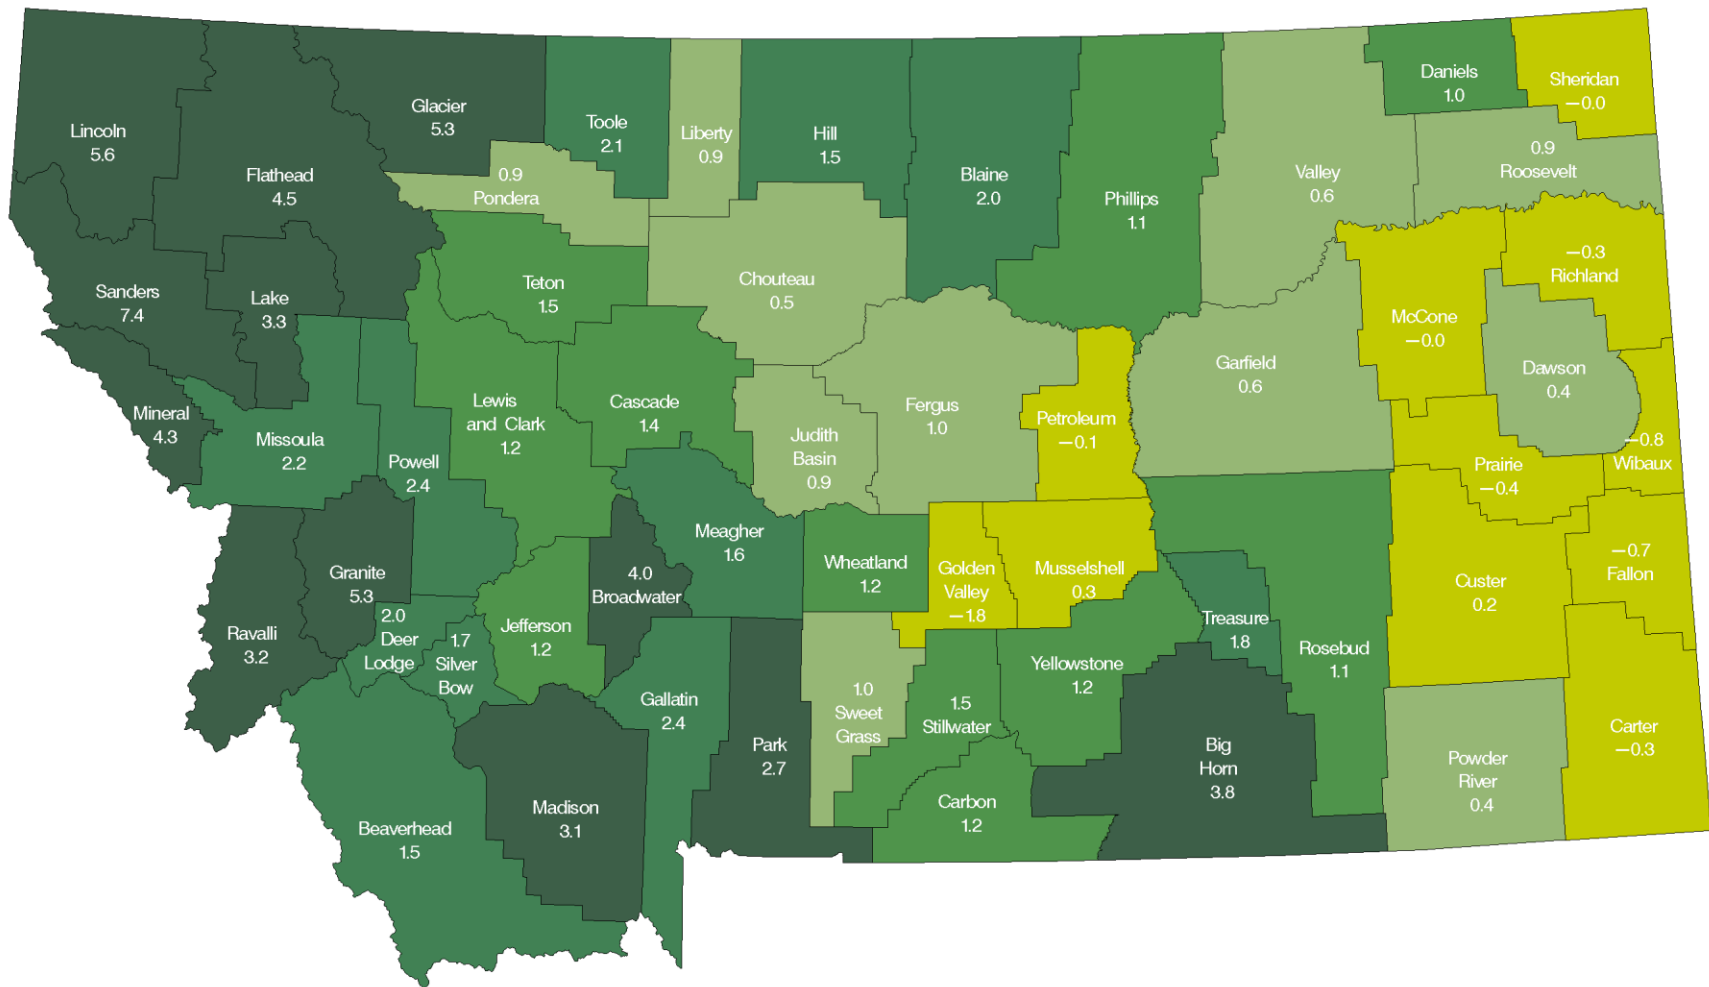 Lincoln
5.6
Flathead
4.5
Glacier
5.3
Toole
2.1
Liberty
0.9
Hill
1.5
Blaine
2.0
Phillips
1.1
Valley
0.6
Daniels
1.0
Sheridan
−0.0
0.9
Roosevelt
0.9
Pondera
Sanders
7.4
Lake
3.3
Teton
1.5
Chouteau
0.5
McCone
−0.0
−0.3
Richland
Dawson
0.4
Garfield
0.6
Mineral
4.3
Missoula
2.2
Powell
2.4
Lewis
and Clark
1.2
Cascade
1.4
Judith
Basin
0.9
Fergus
1.0
Petroleum
−0.1
Prairie
−0.4
−0.8
Wibaux
Meagher
1.6
Wheatland
1.2
Golden
Valley
−1.8
Musselshell
0.3
Custer
0.2
−0.7
Fallon
Granite
5.3
4.0
Broadwater
Ravalli
3.2
2.0
Deer
Lodge
1.7
Silver
Bow
Jefferson
1.2
Treasure
1.8
Rosebud
1.1
Yellowstone
1.2
Gallatin
2.4
Park
2.7
1.0
Sweet
Grass
1.5
Stillwater
Big
Horn
3.8
Powder
River
0.4
Carter
−0.3
Beaverhead
1.5
Madison
3.1
Carbon
1.2